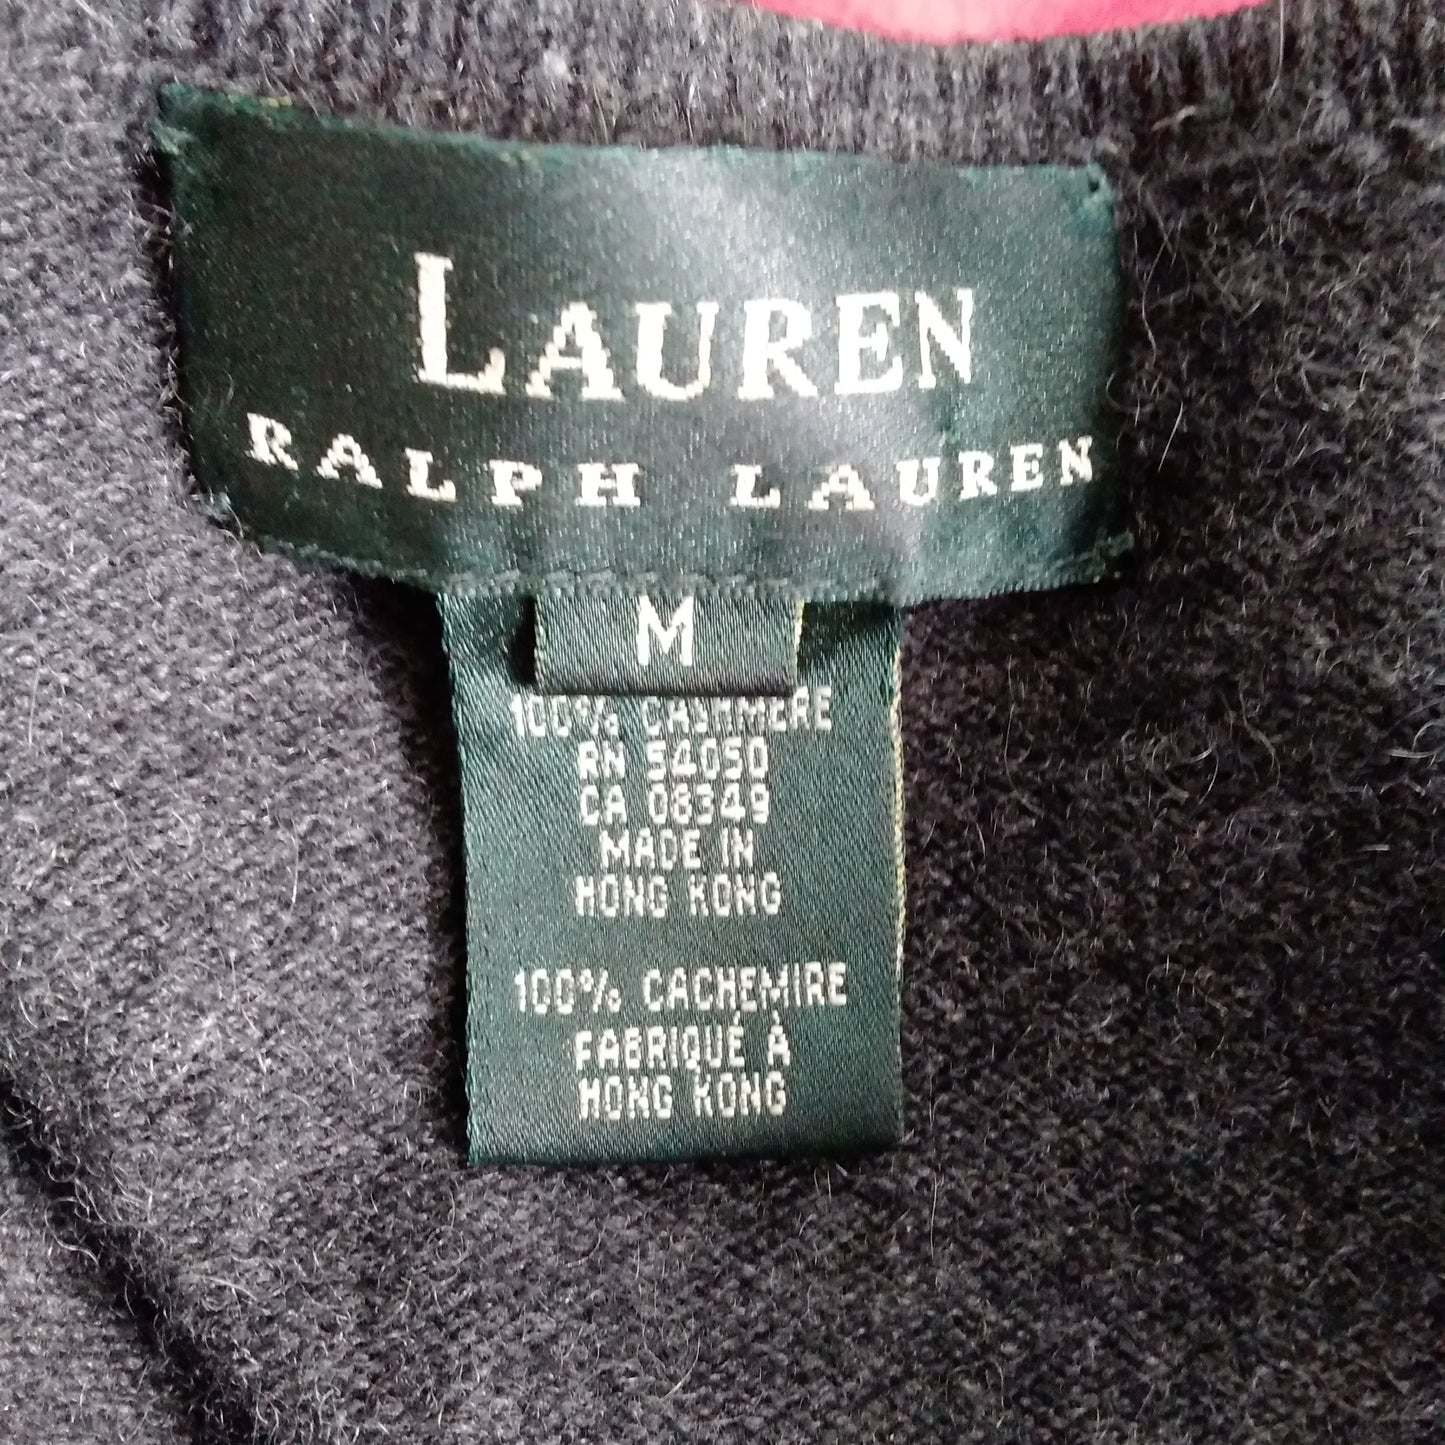 LAUREN
RALPH LAUREN
M
100% CASHMERE
RN 54050
CA 08349
MADE IN
HONG KONG
100% CACHEMIRE
FABRIQUÉ À
HONG KONG